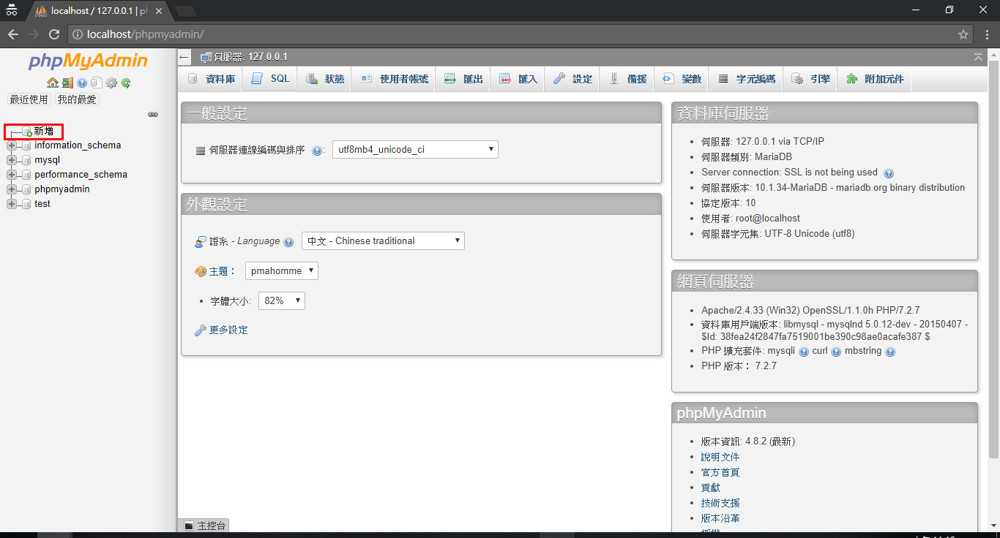 localhost / 127.0.0.1 | ph
localhost/phpmyadmin/
phpMyAdmin
最近使用 我的最愛
新增
information_schema
mysql
performance_schema
phpmyadmin
test
伺服器: 127.0.0.1
資料庫 SQL 狀態 使用者帳號 匯出 匯入 設定 備援 變數 字元編碼 引擎 附加元件
一般設定
伺服器連線編碼與排序 : utf8mb4_unicode_ci
外觀設定
語系 - Language 中文 - Chinese traditional
主題： pmahomme
字體大小: 82%
更多設定
資料庫伺服器
伺服器: 127.0.0.1 via TCP/IP
伺服器類別: MariaDB
Server connection: SSL is not being used
伺服器版本: 10.1.34-MariaDB - mariadb.org binary distribution
協定版本: 10
使用者: root@localhost
伺服器字元集: UTF-8 Unicode (utf8)
網頁伺服器
Apache/2.4.33 (Win32) OpenSSL/1.1.0h PHP/7.2.7
資料庫用戶端版本: libmysql - mysqlnd 5.0.12-dev - 20150407 -
$Id: 38fea24f2847fa7519001be390c98ae0acafe387 $
PHP 擴充套件: mysqli curl mbstring
PHP 版本： 7.2.7
phpMyAdmin
版本資訊: 4.8.2 (最新)
說明文件
官方首頁
貢獻
技術支援
版本沿革
主控台